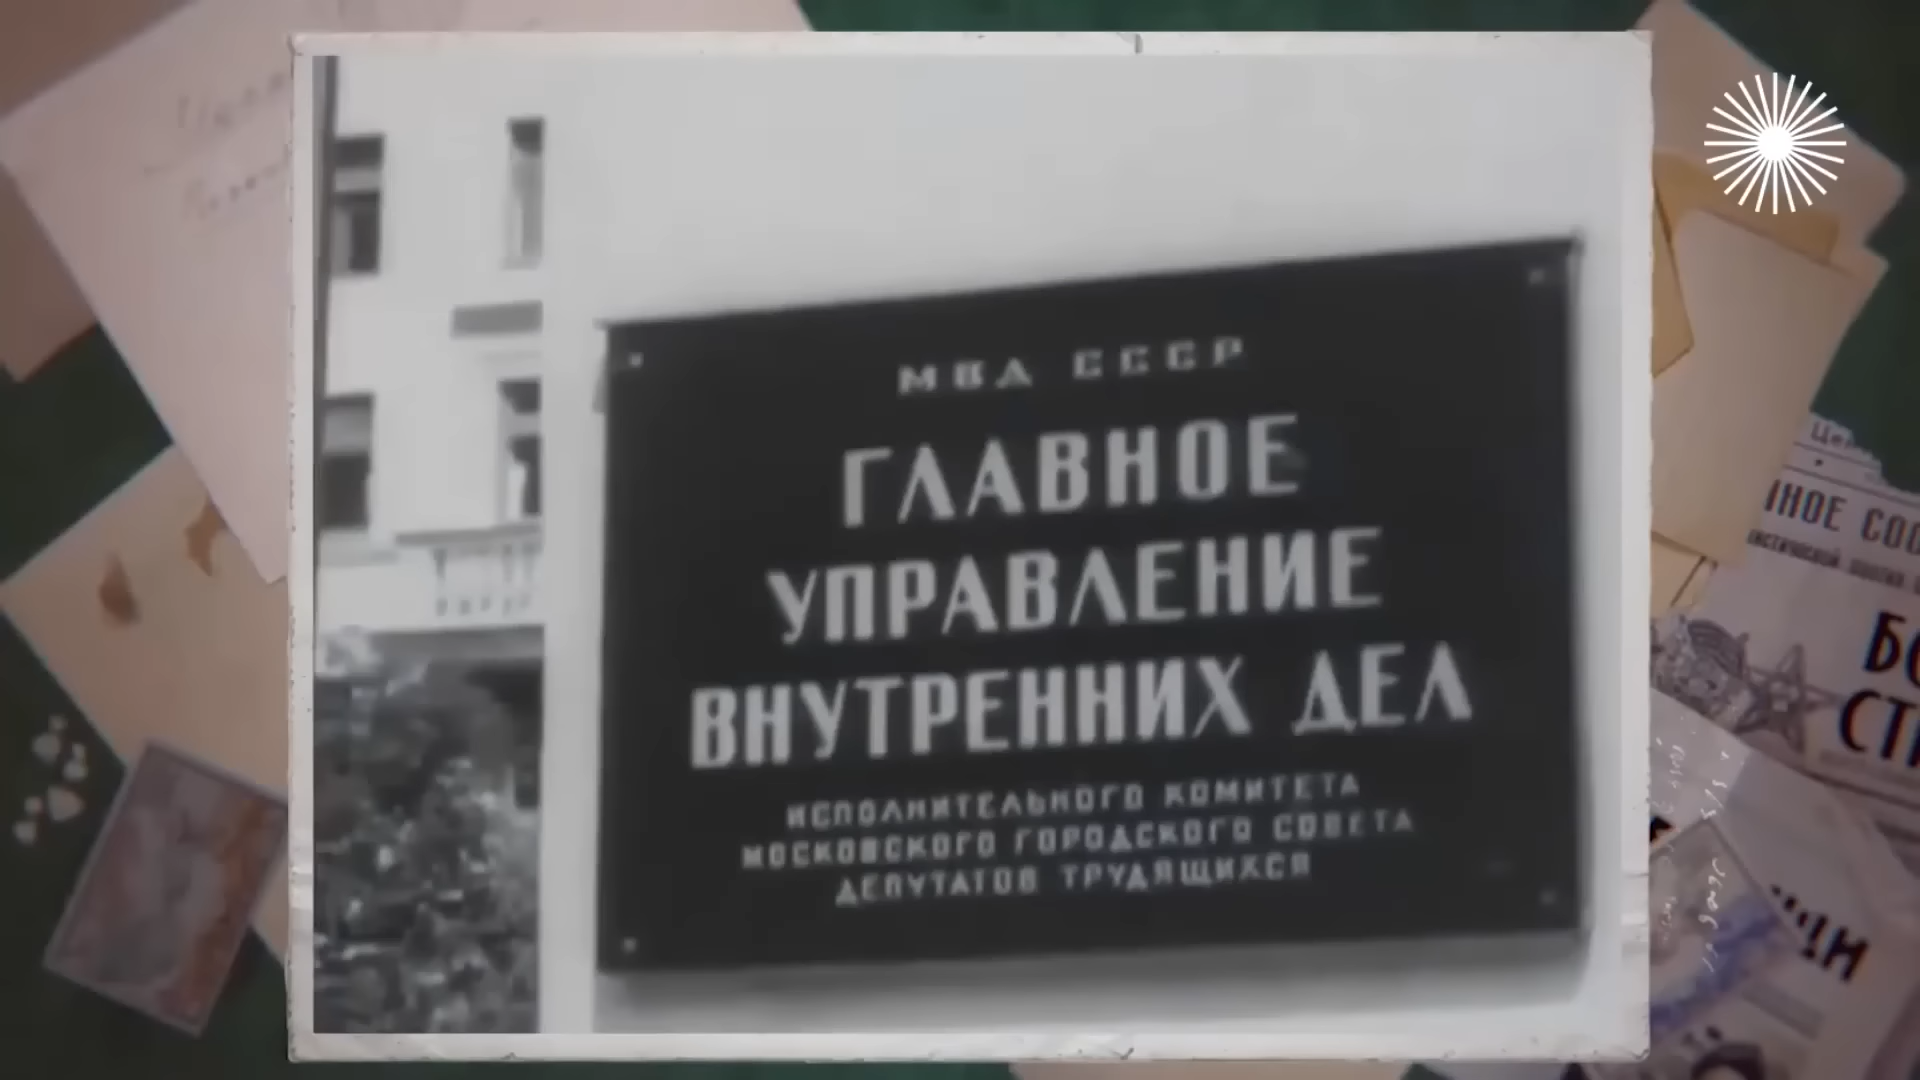 МВД СССР
ГЛАВНОЕ
УПРАВЛЕНИЕ
ВНУТРЕННИХ ДЕЛ
ИСПОЛНИТЕЛЬНОГО КОМИТЕТА
МОСКОВСКОГО ГОРОДСКОГО СОВЕТА
ДЕПУТАТОВ ТРУДЯЩИХСЯ